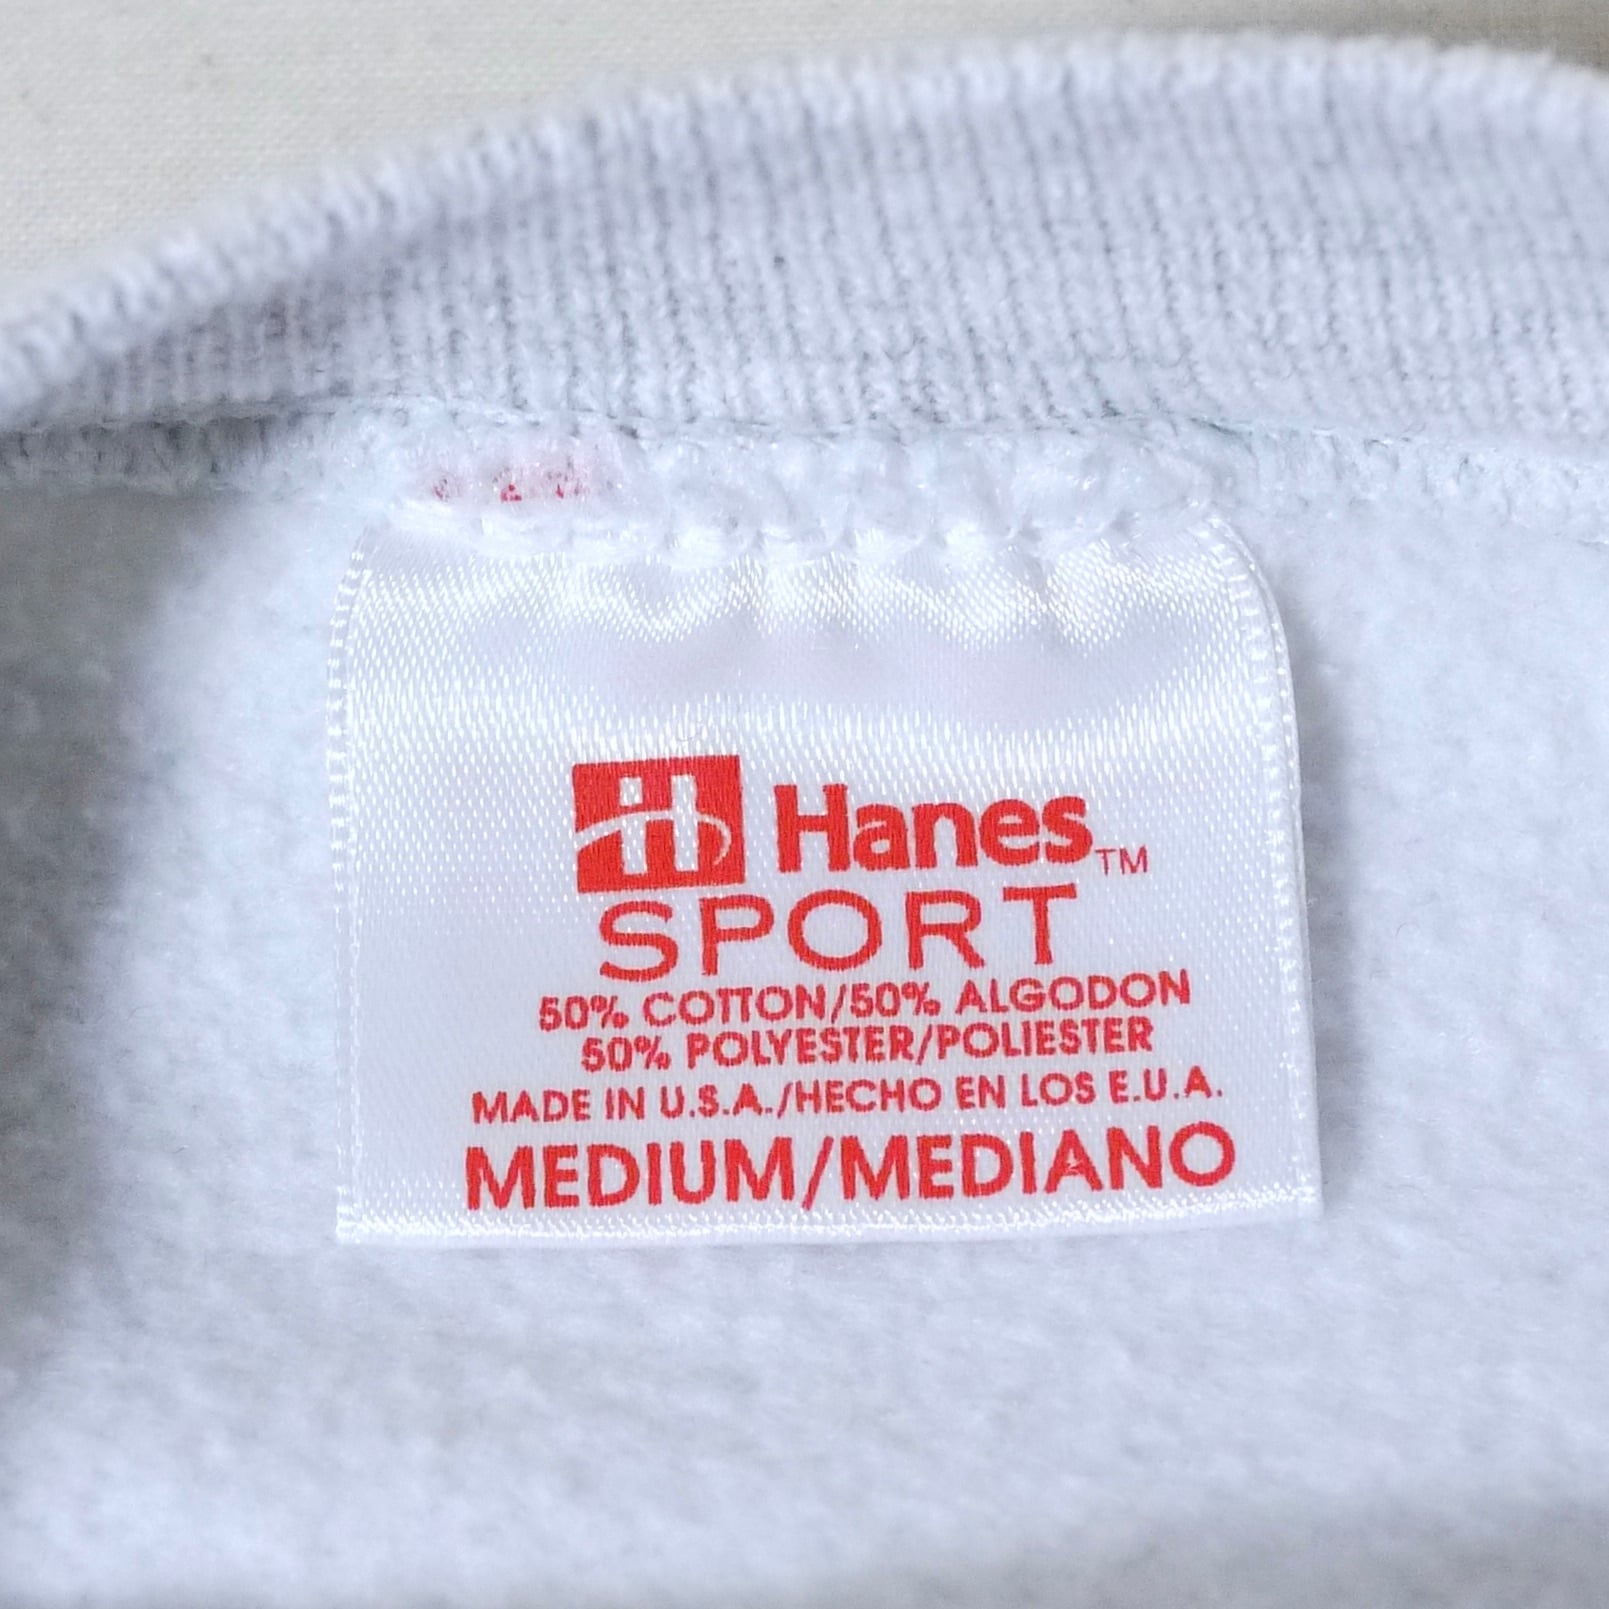 H Hanes™
SPORT
50% COTTON/50% ALGODON
50% POLYESTER/POLIESTER
MADE IN U.S.A./HECHO EN LOS E.U.A.
MEDIUM/MEDIANO